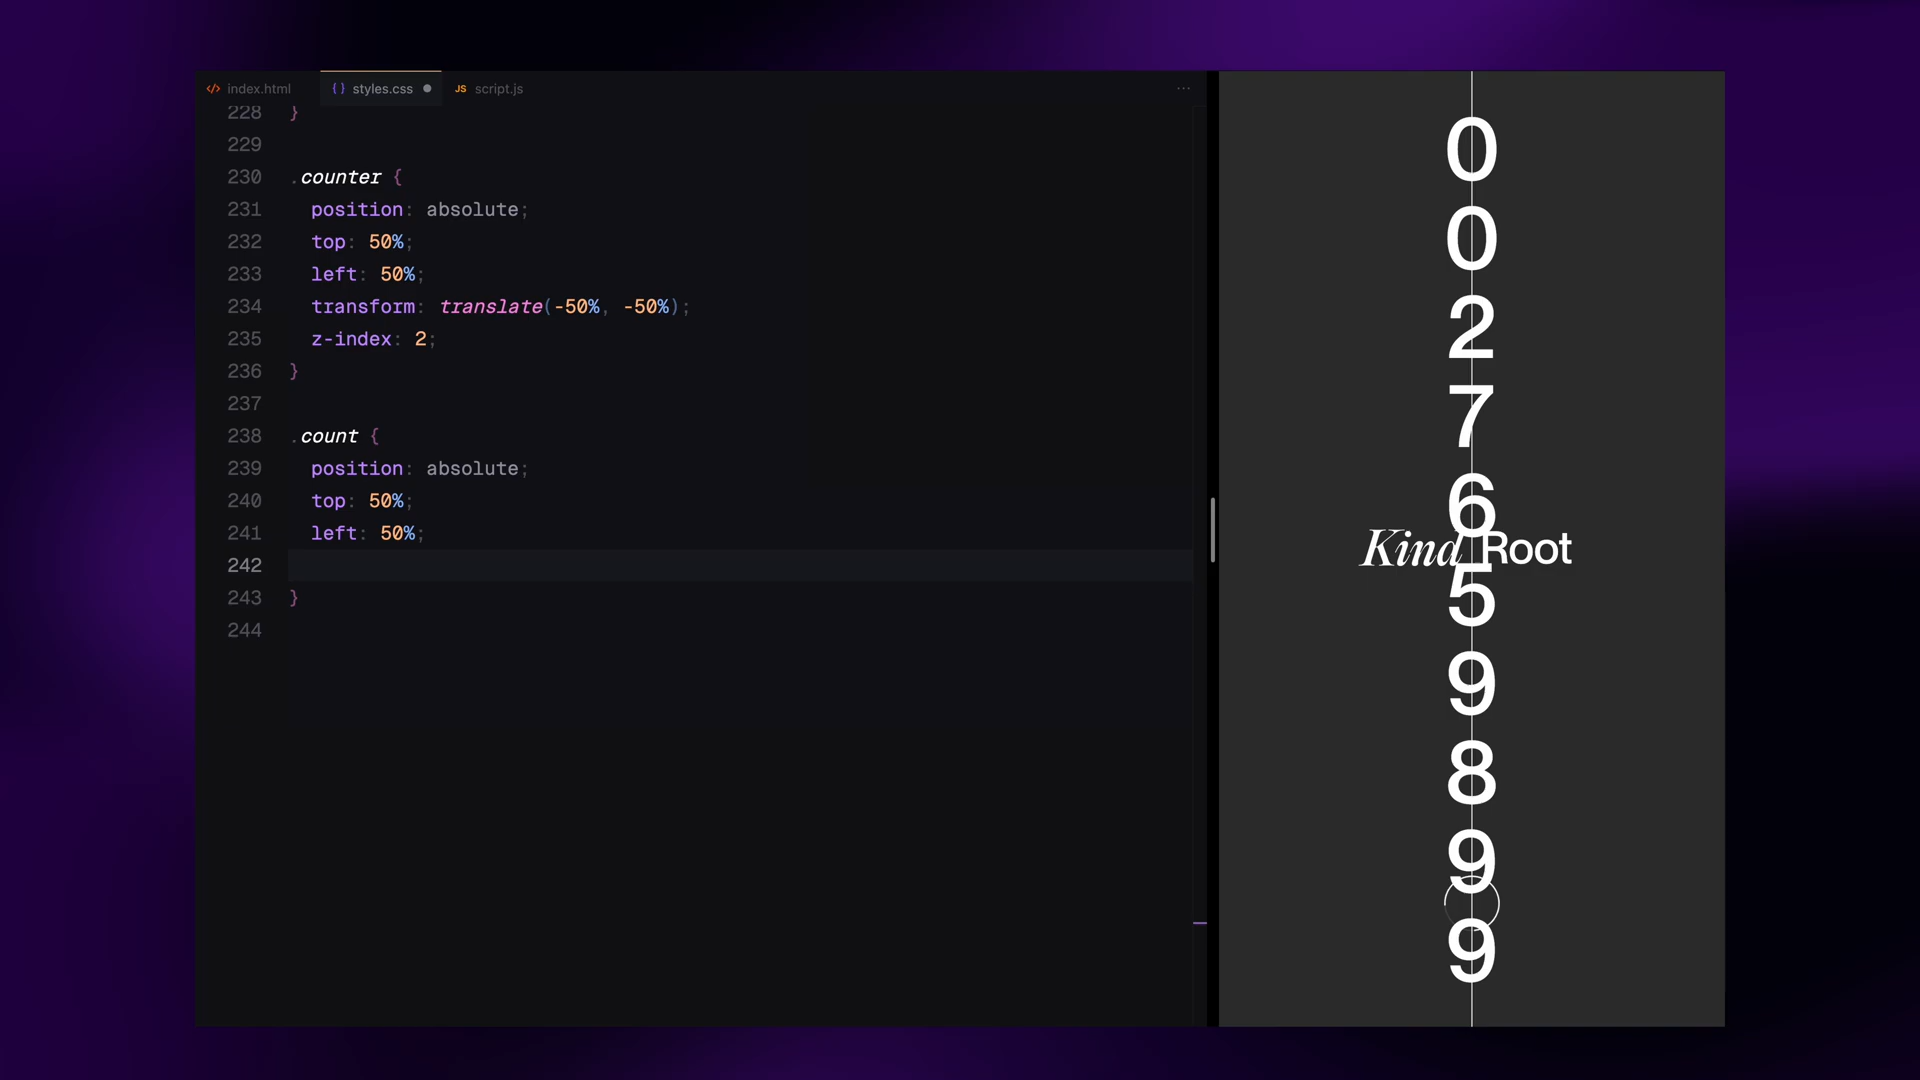 index.html
{ } styles.css
JS script.js
...
228 }
229
230 .counter {
231 position: absolute;
232 top: 50%;
233 left: 50%;
234 transform: translate(-50%, -50%);
235 z-index: 2;
236 }
237
238 .count {
239 position: absolute;
240 top: 50%;
241 left: 50%;
242
243 }
244
0
0
2
7
6
Kind Root
5
9
8
9
9